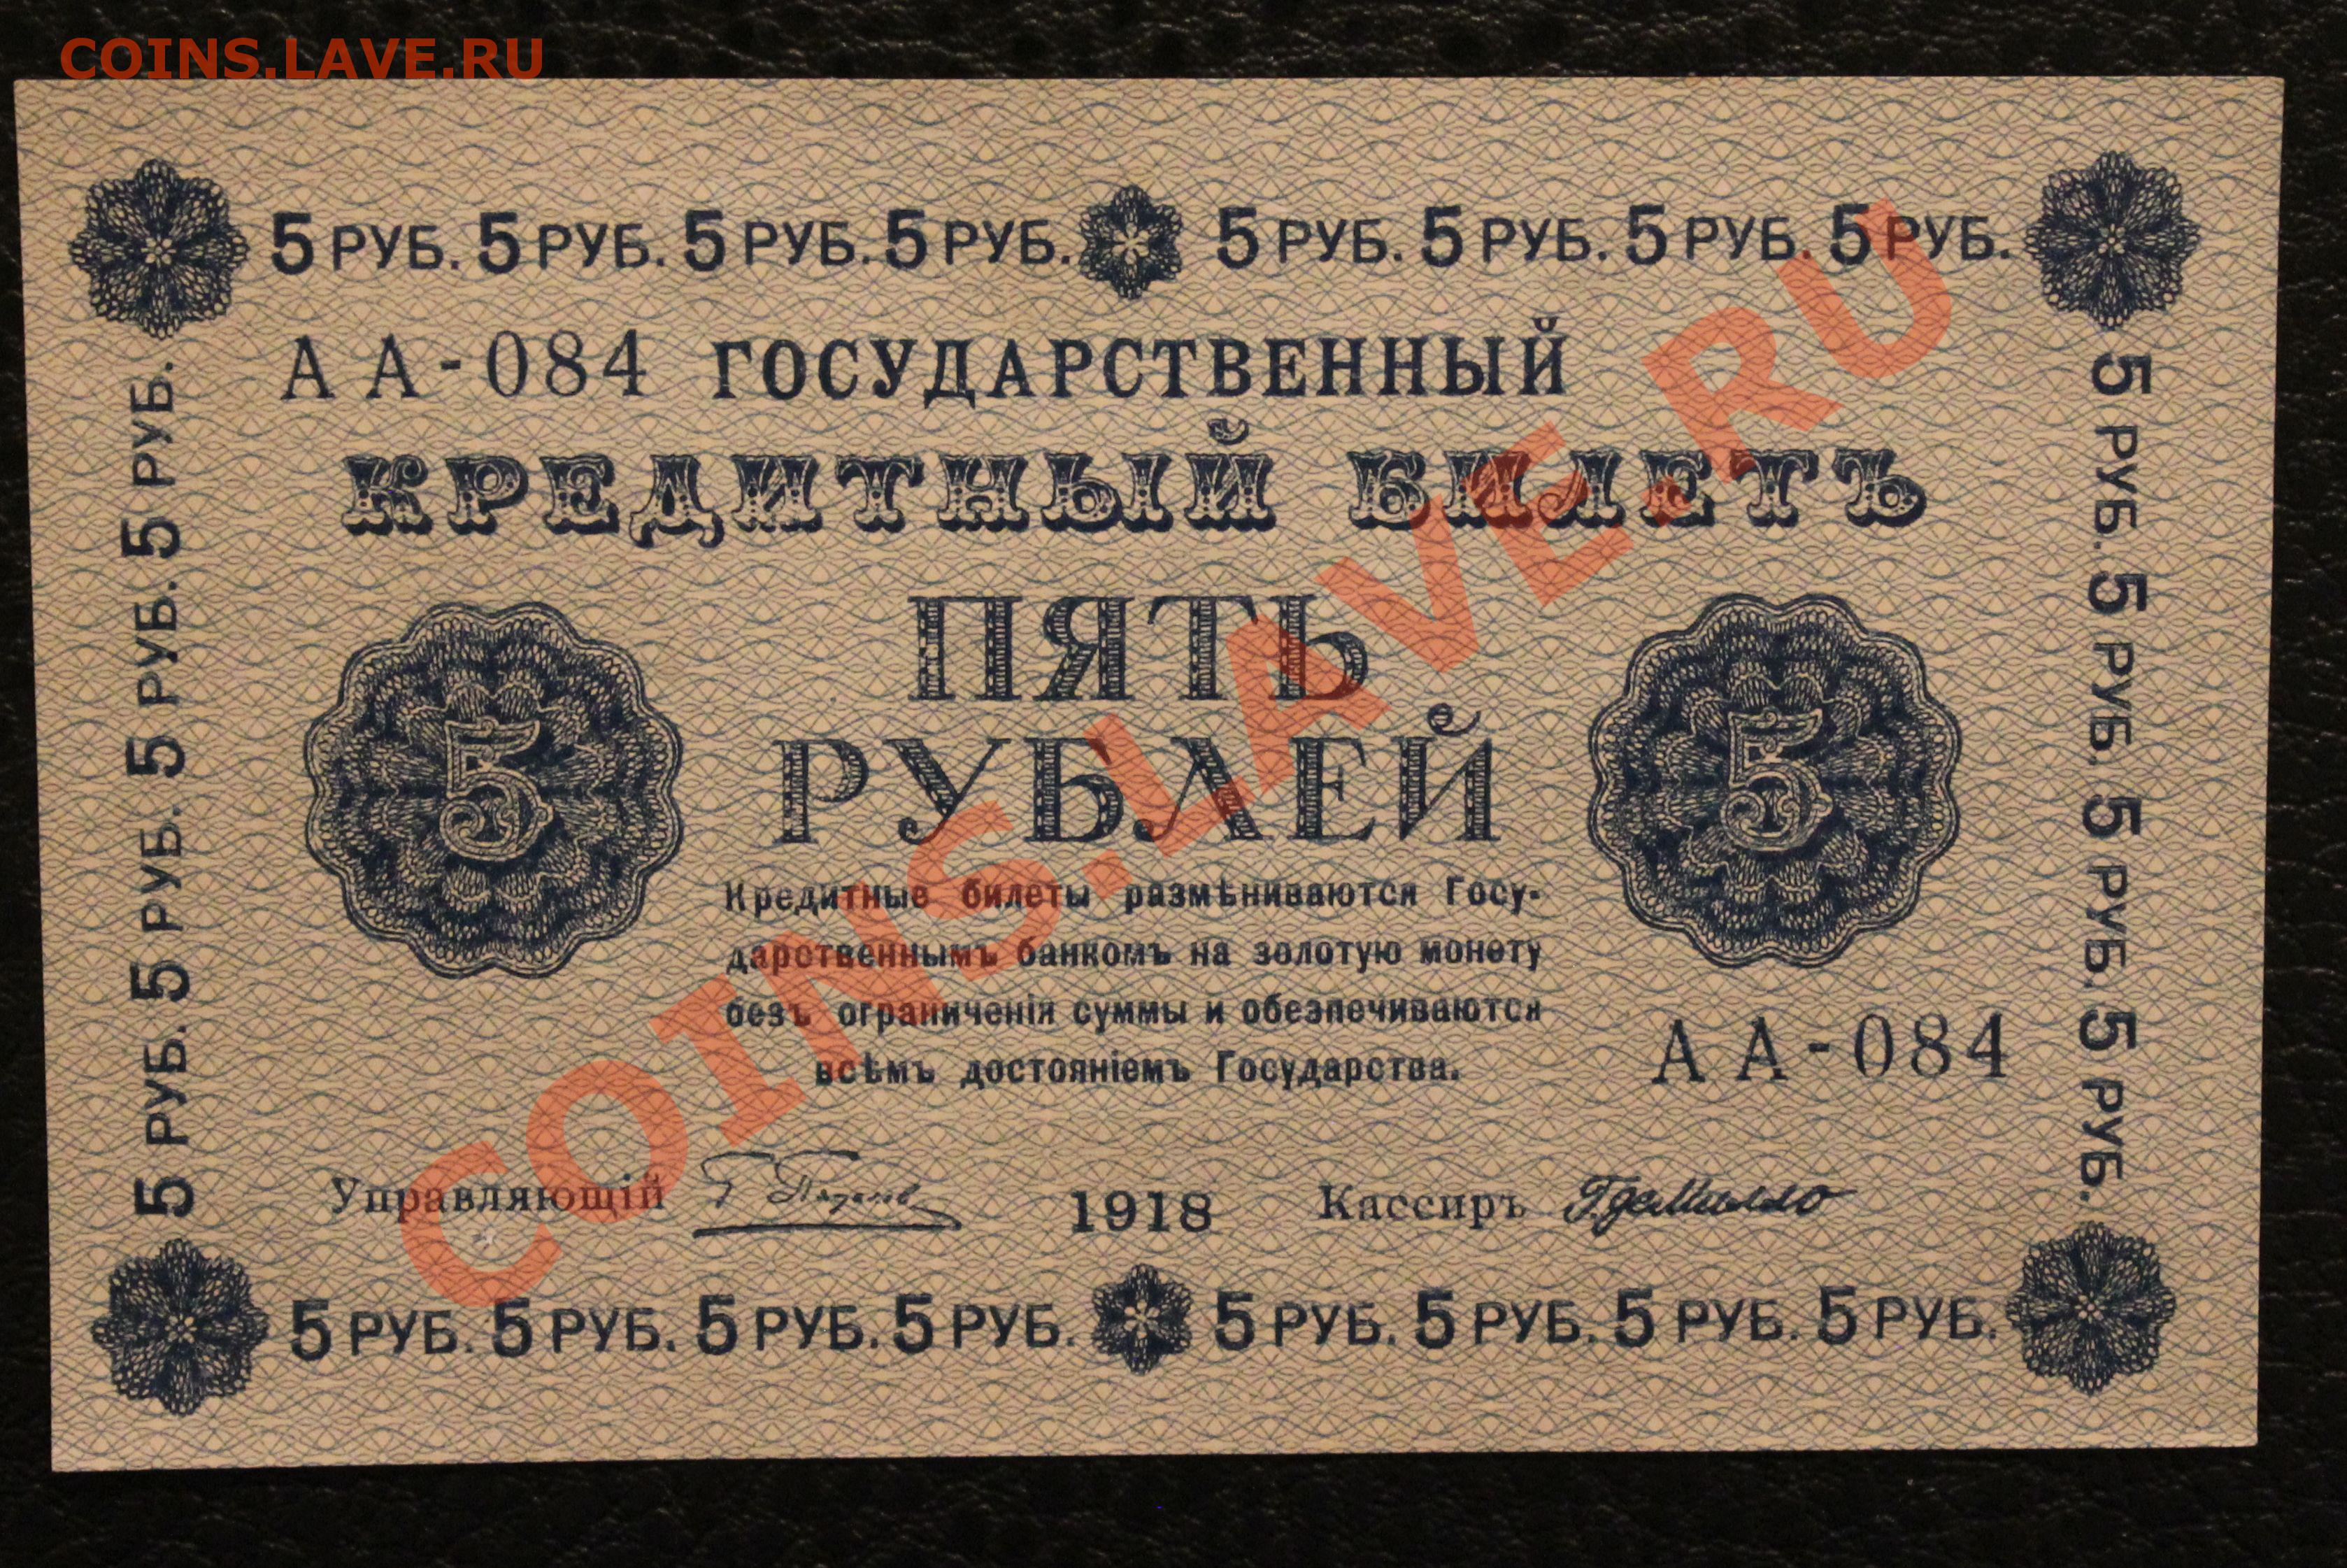 COINS.LAVE.RU
5 РУБ. 5 РУБ. 5 РУБ. 5 РУБ. 5 РУБ. 5 РУБ. 5 РУБ. 5 РУБ.
АА-084 ГОСУДАРСТВЕННЫЙ
КРЕДИТНЫЙ БИЛЕТЪ
5 РУБ. 5 РУБ. 5 РУБ. 5 РУБ.
5
ПЯТЬ
РУБЛЕЙ
5
5 РУБ. 5 РУБ. 5 РУБ. 5 РУБ.
Кредитные билеты размѣниваются Госу-
дарственнымъ банкомъ на золотую монету
безъ ограниченія суммы и обезпечиваются
всѣмъ достояніемъ Государства.
АА-084
Управляющій Г Пятаков 1918 Кассиръ Г. де Милло
5 РУБ. 5 РУБ. 5 РУБ. 5 РУБ. 5 РУБ. 5 РУБ. 5 РУБ. 5 РУБ.
COINS.LAVE.RU